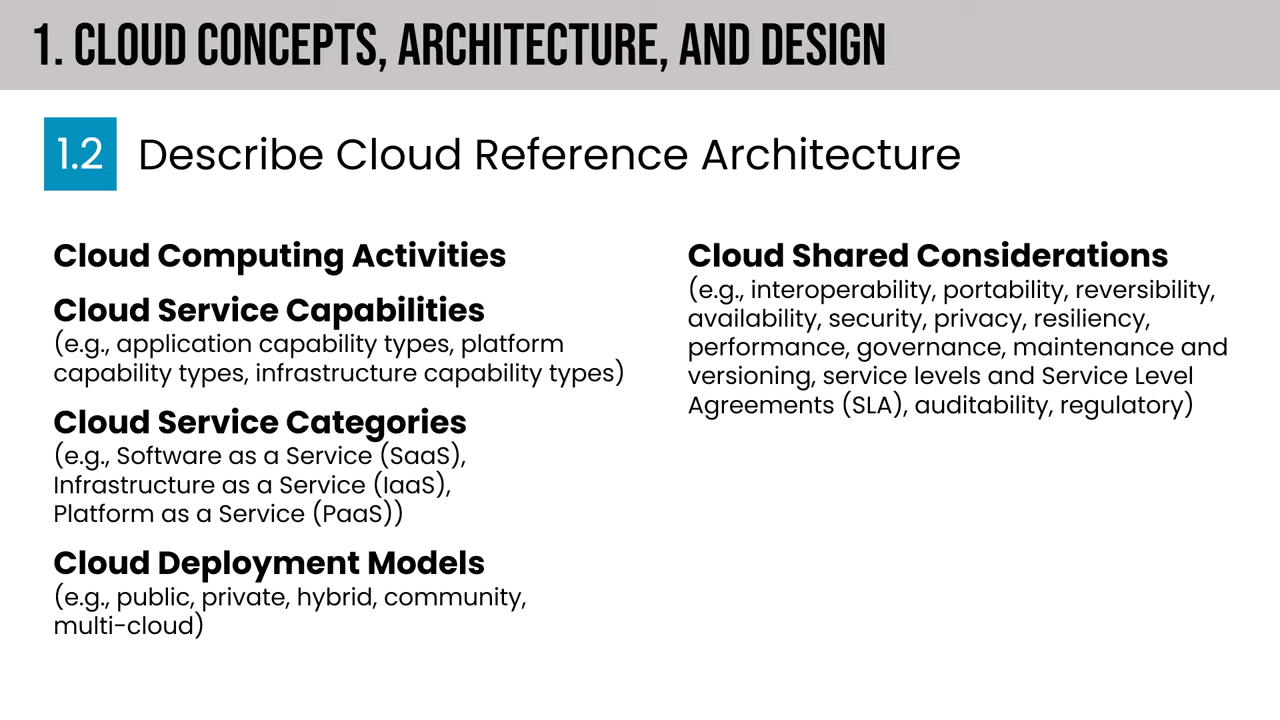 1. CLOUD CONCEPTS, ARCHITECTURE, AND DESIGN
1.2 Describe Cloud Reference Architecture
Cloud Computing Activities
Cloud Service Capabilities
(e.g., application capability types, platform
capability types, infrastructure capability types)
Cloud Service Categories
(e.g., Software as a Service (SaaS),
Infrastructure as a Service (IaaS),
Platform as a Service (PaaS))
Cloud Deployment Models
(e.g., public, private, hybrid, community,
multi-cloud)
Cloud Shared Considerations
(e.g., interoperability, portability, reversibility,
availability, security, privacy, resiliency,
performance, governance, maintenance and
versioning, service levels and Service Level
Agreements (SLA), auditability, regulatory)